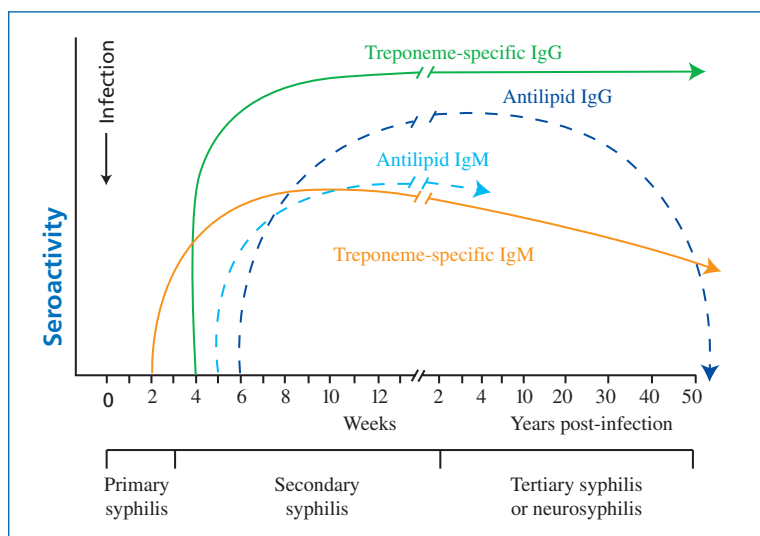 Treponeme-specific IgG
Infection
Antilipid IgG
Antilipid IgM
Treponeme-specific IgM
Seroactivity
0 2 4 6 8 10 12 2 4 10 20 30 40 50
Weeks Years post-infection
Primary Secondary Tertiary syphilis
syphilis syphilis or neurosyphilis